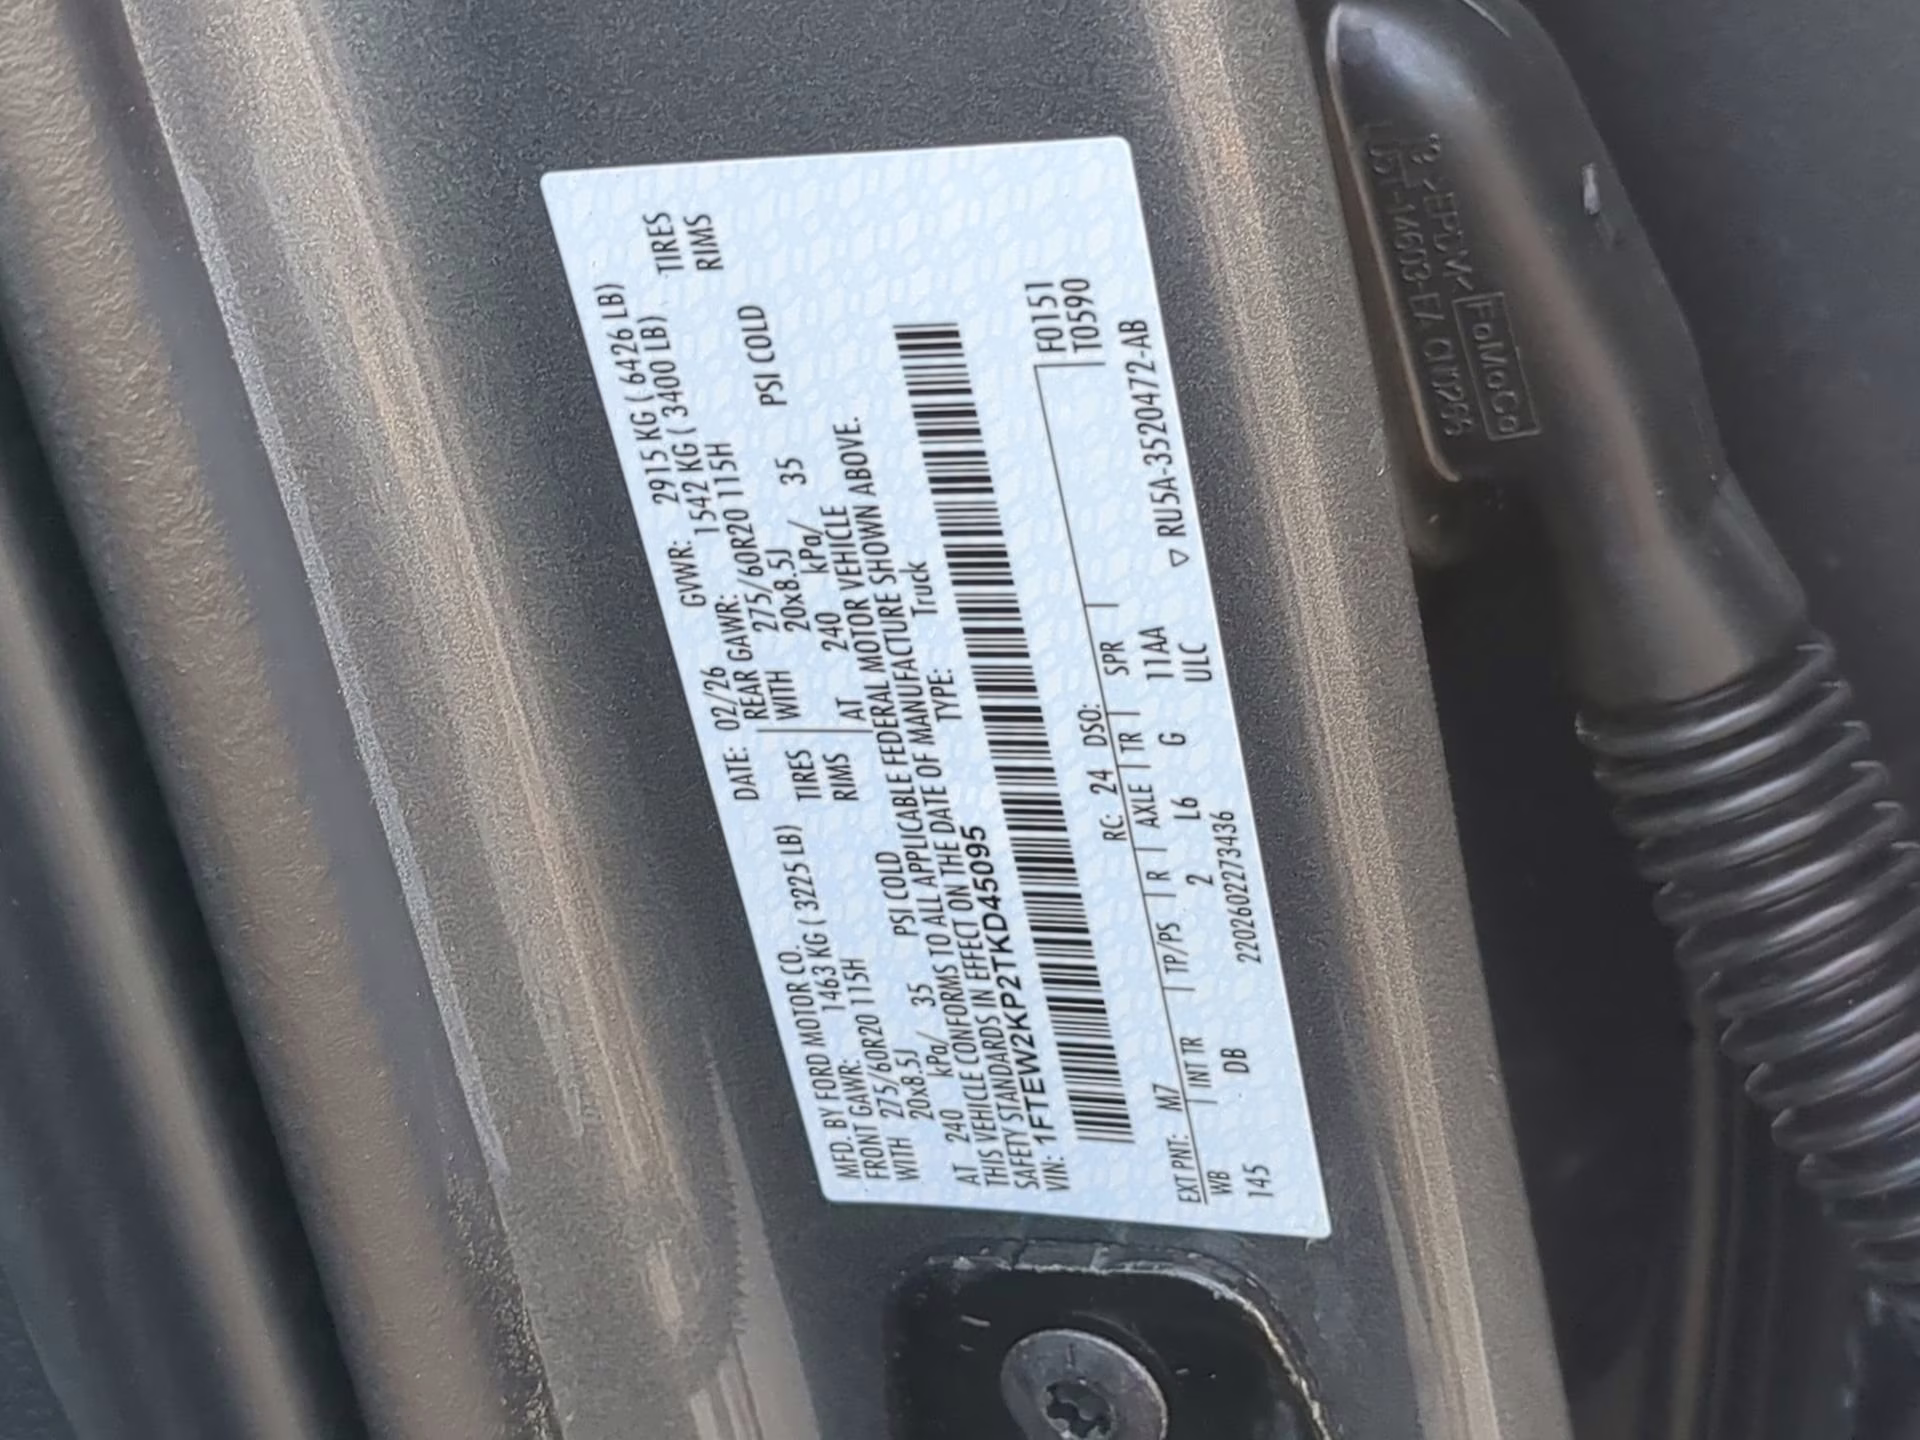 MFD. BY FORD MOTOR CO. DATE: 02/26 GVWR: 2915 KG ( 6426 LB)
FRONT GAWR: 1463 KG ( 3225 LB) REAR GAWR: 1542 KG ( 3400 LB)
WITH 275/60R20 115H TIRES WITH 275/60R20 115H TIRES
20x8.5J RIMS 20x8.5J RIMS
AT 240 kPa/ 35 PSI COLD AT 240 kPa/ 35 PSI COLD
THIS VEHICLE CONFORMS TO ALL APPLICABLE FEDERAL MOTOR VEHICLE
SAFETY STANDARDS IN EFFECT ON THE DATE OF MANUFACTURE SHOWN ABOVE.
VIN: 1FTEW2KP2TKD45095 TYPE: Truck
F0151
T0590
EXT PNT: M7 RC: 24 DSO:
WB INT TR TP/PS R AXLE TR SPR
145 DB 2 L6 G 11AA
ULC
2202602273436 ▽ RU5A-3520472-AB
FoMoCo